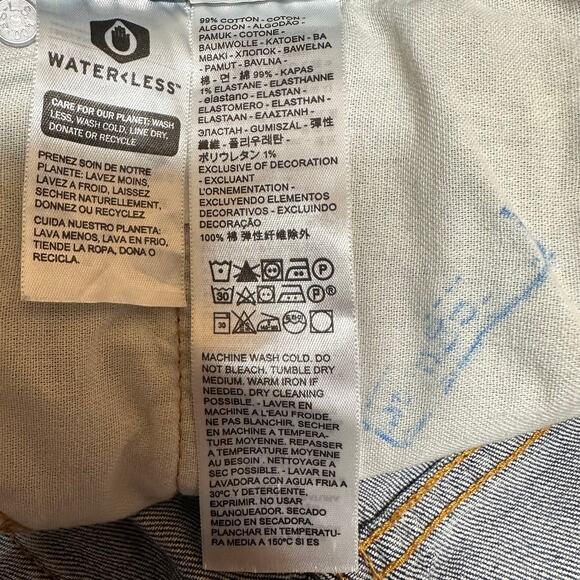 WATER<LESS™
CARE FOR OUR PLANET: WASH
LESS, WASH COLD, LINE DRY,
DONATE OR RECYCLE
PRENEZ SOIN DE NOTRE
PLANETE: LAVEZ MOINS,
LAVEZ A FROID, LAISSEZ
SECHER NATURELLEMENT,
DONNEZ OU RECYCLEZ
CUIDA NUESTRO PLANETA:
LAVA MENOS, LAVA EN FRIO,
TIENDE LA ROPA, DONA O
RECICLA.
99% COTTON - COTON -
ALGODÓN - ALGODÃO -
PAMUK - COTONE -
BAUMWOLLE - KATOEN - BA
MBAKI - ХЛОПОК - BAWEŁNA
- PAMUT - BAVLNA -
棉 - 면 - 綿 99% - KAPAS
1% ELASTANE - ELASTHANNE
- elastano - ELASTAN -
ELASTOMERO - ELASTHAN -
ELASTAAN - ΕΛΑΣΤΑΝΗ -
ЭЛАСТАН - GUMISZÁL - 彈性
纖維 - 폴리우레탄 -
ポリウレタン 1%
EXCLUSIVE OF DECORATION
- EXCLUANT
L'ORNEMENTATION -
EXCLUYENDO ELEMENTOS
DECORATIVOS - EXCLUINDO
DECORAÇÃO
100% 棉 弹性纤维除外
P
30 P
30
MACHINE WASH COLD. DO
NOT BLEACH. TUMBLE DRY
MEDIUM. WARM IRON IF
NEEDED. DRY CLEANING
POSSIBLE. - LAVER EN
MACHINE A L'EAU FROIDE.
NE PAS BLANCHIR. SECHER
EN MACHINE A TEMPERA-
TURE MOYENNE. REPASSER
A TEMPERATURE MOYENNE
AU BESOIN . NETTOYAGE A
SEC POSSIBLE. - LAVAR EN
LAVADORA CON AGUA FRIA A
30°C Y DETERGENTE,
EXPRIMIR. NO USAR
BLANQUEADOR. SECADO
MEDIO EN SECADORA,
PLANCHAR EN TEMPERATU-
RA MEDIA A 150°C SI ES